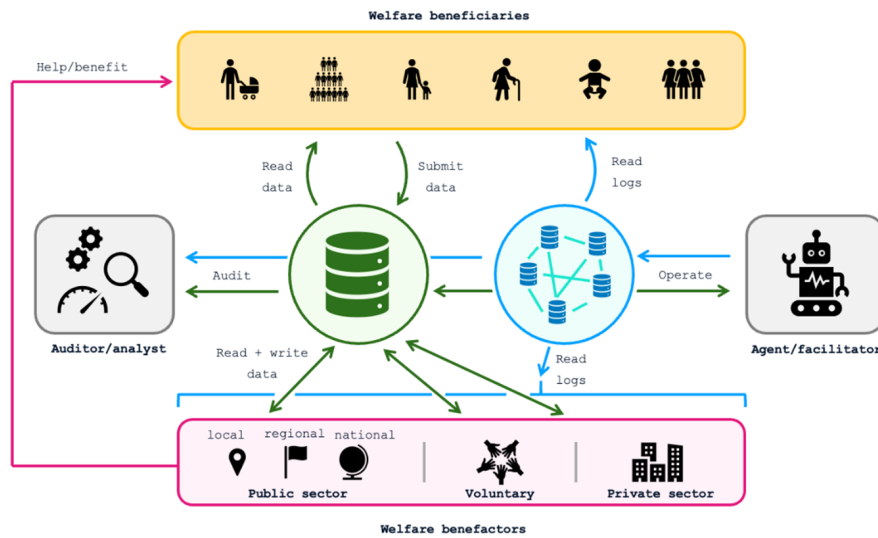 Welfare beneficiaries
Help/benefit
Read
data
Submit
data
Read
logs
Audit
Operate
Auditor/analyst
Agent/facilitator
Read + write
data
Read
logs
local
regional
national
Public sector
Voluntary
Private sector
Welfare benefactors